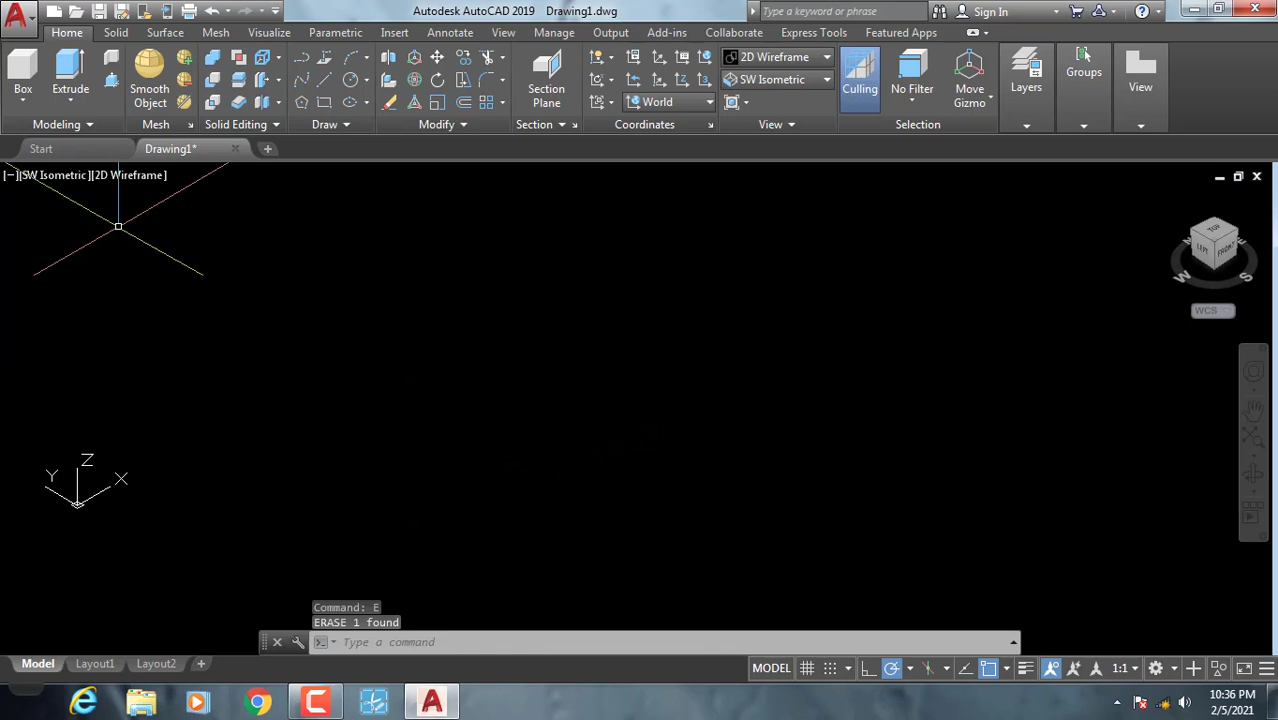 Autodesk AutoCAD 2019 Drawing1.dwg
Type a keyword or phrase
Sign In
Home Solid Surface Mesh Visualize Parametric Insert Annotate View Manage Output Add-ins Collaborate Express Tools Featured Apps
Box
Extrude
Smooth
Object
Section
Plane
2D Wireframe
SW Isometric
World
Culling
No Filter
Move
Gizmo
Layers
Groups
View
Modeling Mesh Solid Editing Draw Modify Section Coordinates View Selection
Start Drawing1*
[−][SW Isometric][2D Wireframe]
TOP
LEFT FRONT
N E
W S
WCS
Z
Y X
Command: E
ERASE 1 found
Type a command
Model Layout1 Layout2
MODEL 1:1
10:36 PM
2/5/2021